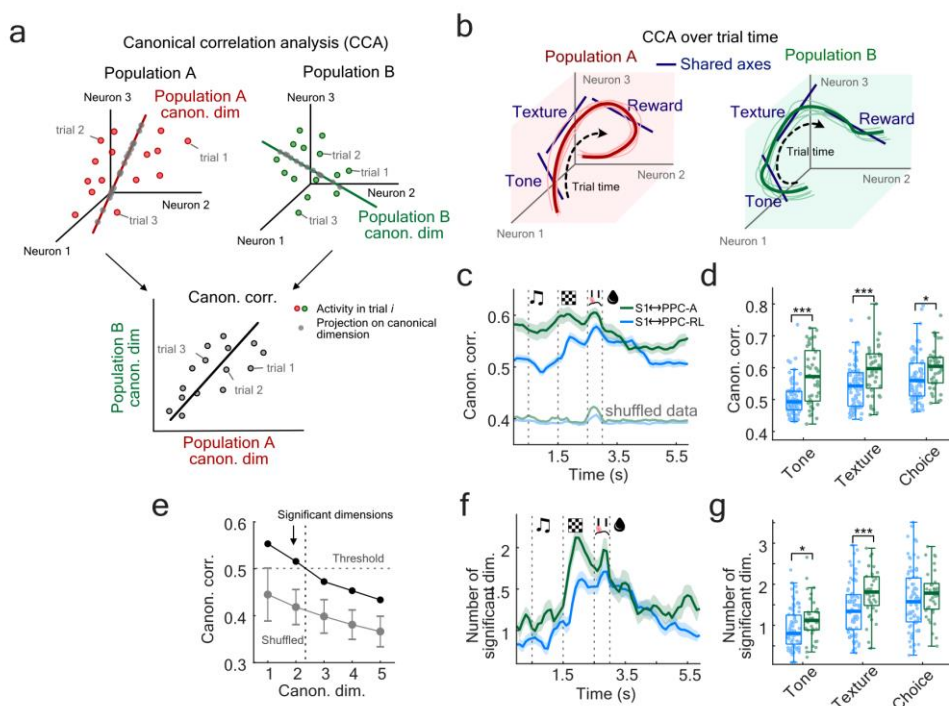 a
Canonical correlation analysis (CCA)
Population A
Population B
Neuron 3
Population A
canon. dim
trial 2
trial 1
trial 3
Neuron 2
Neuron 1
Neuron 3
trial 2
trial 1
trial 3
Neuron 2
Population B
canon. dim
Neuron 1
Canon. corr.
Activity in trial i
Projection on canonical
dimension
trial 3
trial 1
trial 2
Population B
canon. dim
Population A
canon. dim
b
CCA over trial time
Population A
Population B
Shared axes
Neuron 3
Texture
Reward
Tone
Trial time
Neuron 2
Neuron 1
Neuron 3
Texture
Reward
Trial time
Tone
Neuron 2
Neuron 1
c
S1↔PPC-A
S1↔PPC-RL
shuffled data
Canon. corr.
0.6
0.5
0.4
1.5
3.5
5.5
Time (s)
d
***
***
*
Canon. corr.
0.8
0.7
0.6
0.5
0.4
Tone
Texture
Choice
e
Significant dimensions
Threshold
Shuffled
Canon. corr.
0.6
0.5
0.4
0.3
1 2 3 4 5
Canon. dim.
f
Number of
significant dim.
2
1.5
1
1.5
3.5
5.5
Time (s)
g
*
***
Number of
significant dim.
3
2
1
0
Tone
Texture
Choice